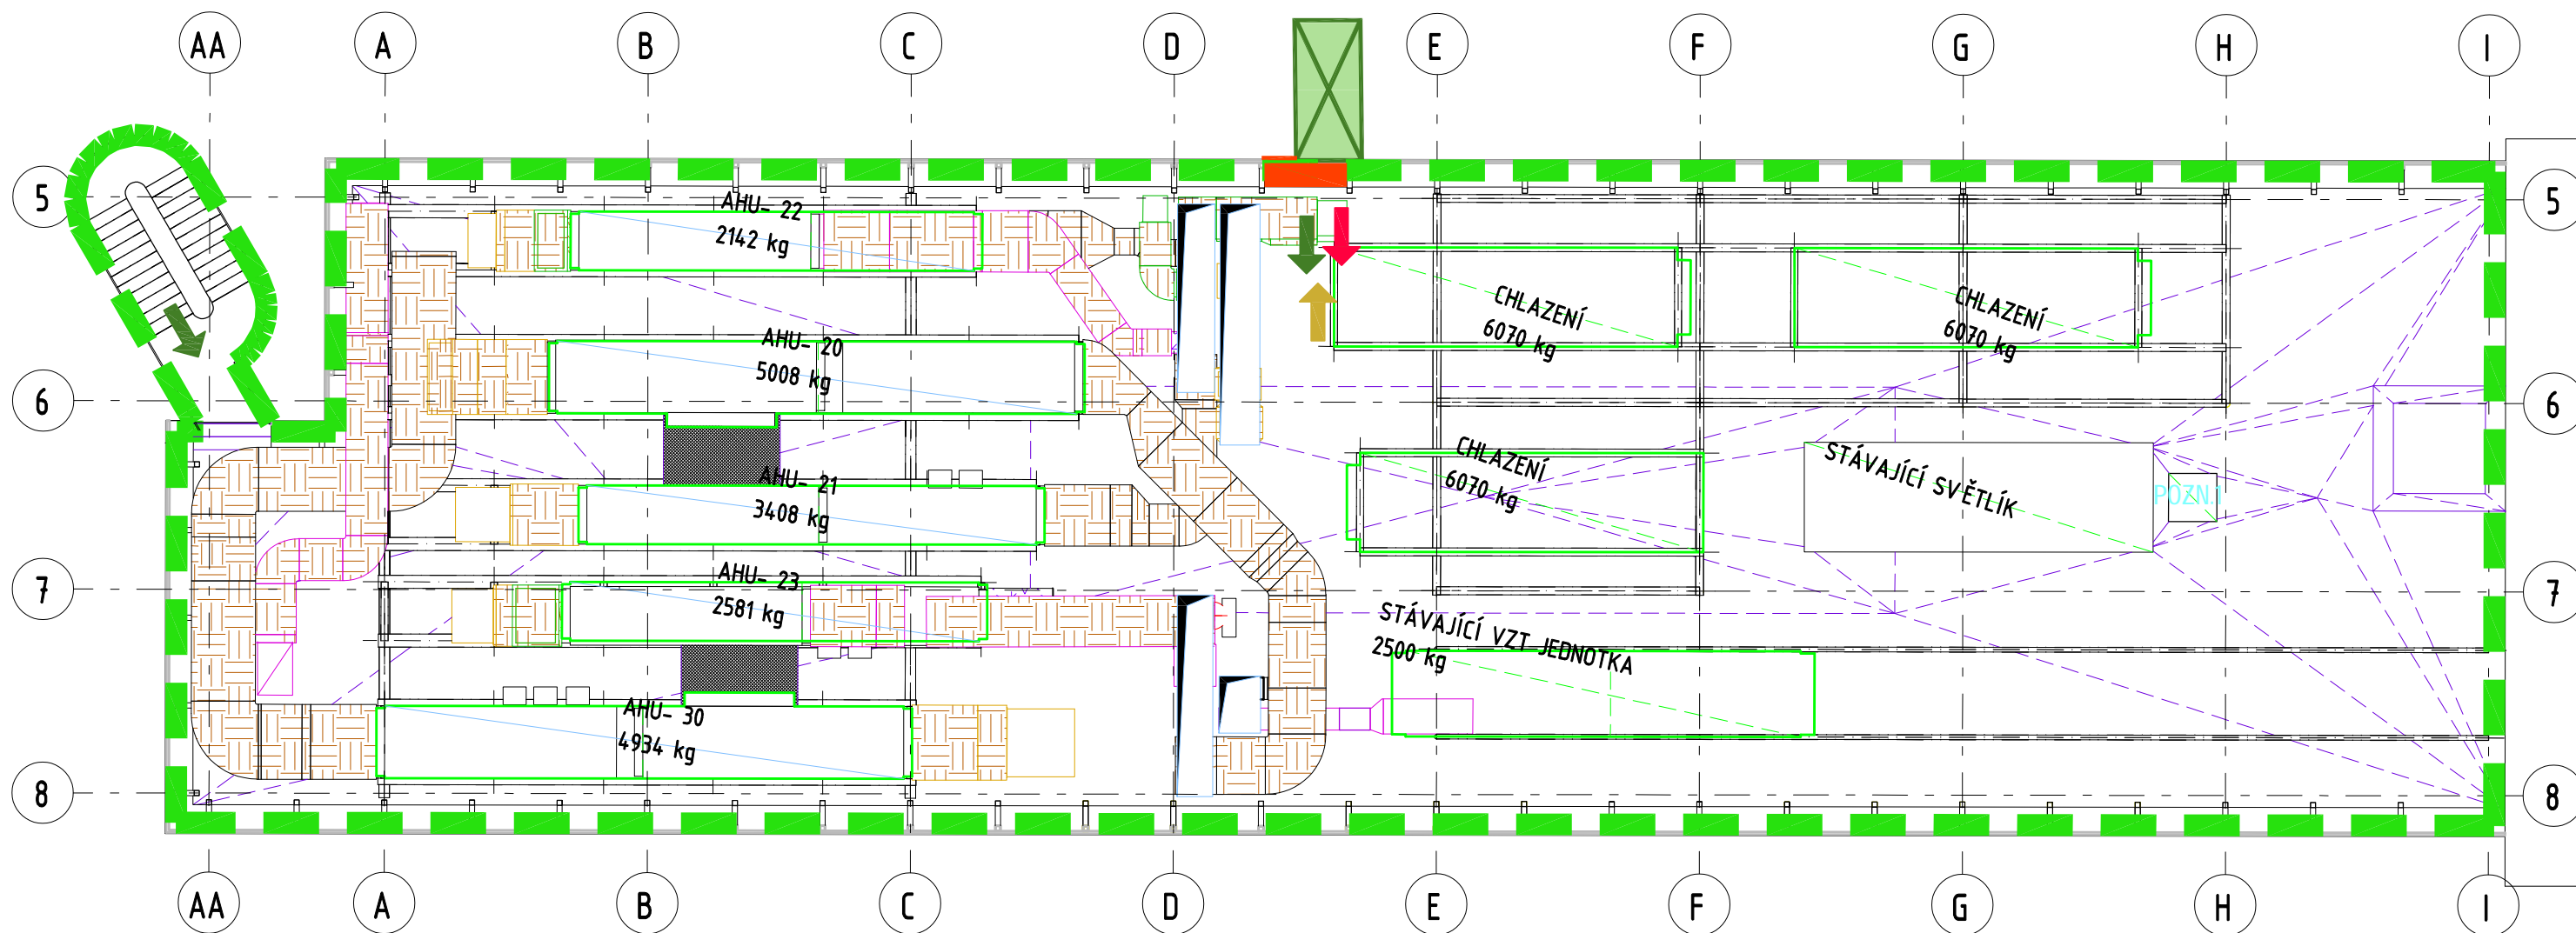 AA A B C D E F G H I
5 5
AHU- 22
2142 kg
CHLAZENÍ
6070 kg
CHLAZENÍ
6070 kg
AHU- 20
5008 kg
6 6
AHU- 21
3408 kg
CHLAZENÍ
6070 kg
STÁVAJÍCÍ SVĚTLÍK
POZN.1
7 7
AHU- 23
2581 kg
STÁVAJÍCÍ VZT JEDNOTKA
2500 kg
AHU- 30
4934 kg
8 8
AA A B C D E F G H I